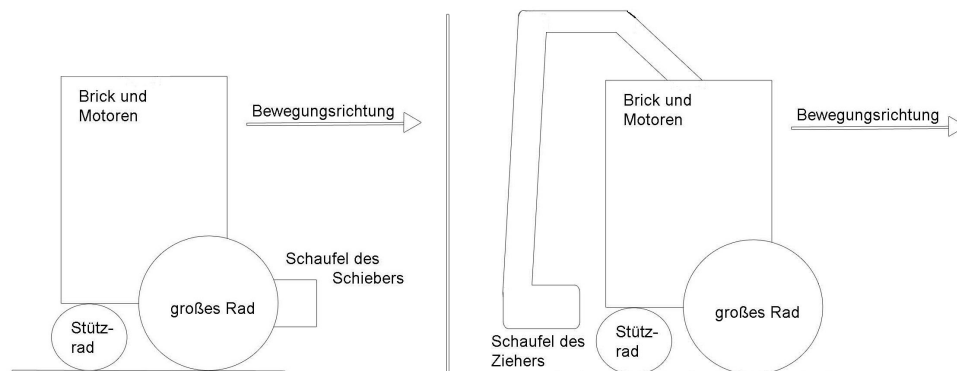 Brick und
Motoren
Bewegungsrichtung
Schaufel des
Schiebers
großes Rad
Stütz-
rad
Brick und
Motoren
Bewegungsrichtung
großes Rad
Stütz-
rad
Schaufel des
Ziehers